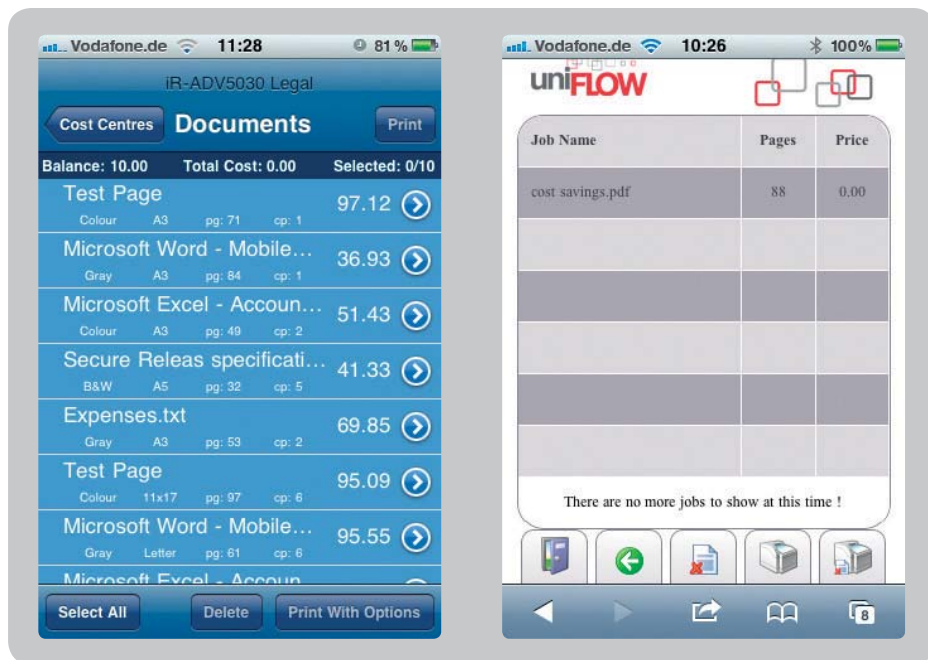 Vodafone.de 11:28 81 %
iR-ADV5030 Legal
Cost Centres Documents Print
Balance: 10.00 Total Cost: 0.00 Selected: 0/10
Test Page 97.12
Colour A3 pg: 71 cp: 1
Microsoft Word - Mobile... 36.93
Gray A3 pg: 84 cp: 1
Microsoft Excel - Accoun... 51.43
Colour A3 pg: 49 cp: 2
Secure Releas specificati... 41.33
B&W A5 pg: 32 cp: 5
Expenses.txt 69.85
Gray A3 pg: 53 cp: 2
Test Page 95.09
Colour 11x17 pg: 97 cp: 6
Microsoft Word - Mobile... 95.55
Gray Letter pg: 61 cp: 6
Microsoft Excel - Accoun
Select All Delete Print With Options
Vodafone.de 10:26 100%
uniFLOW
Job Name Pages Price
cost savings.pdf 88 0.00
There are no more jobs to show at this time !
8